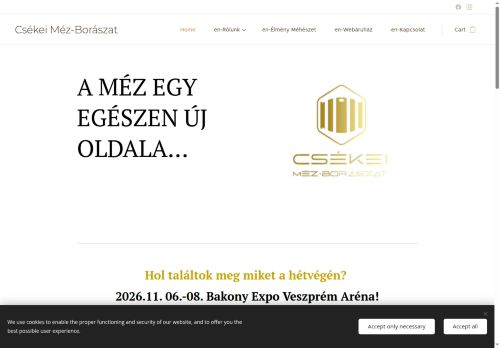 Csékei Méz-Borászat
Home
en-Rólunk
en-Élmény Méhészet
en-Webáruház
en-Kapcsolat
Cart
A MÉZ EGY
EGÉSZEN ÚJ
OLDALA...
CSÉKEI
MÉZ-BORÁSZAT
Hol találtok meg miket a hétvégén?
2026.11. 06.-08. Bakony Expo Veszprém Aréna!
We use cookies to enable the proper functioning and security of our website, and to offer you the
best possible user experience.
Accept only necessary
Accept all